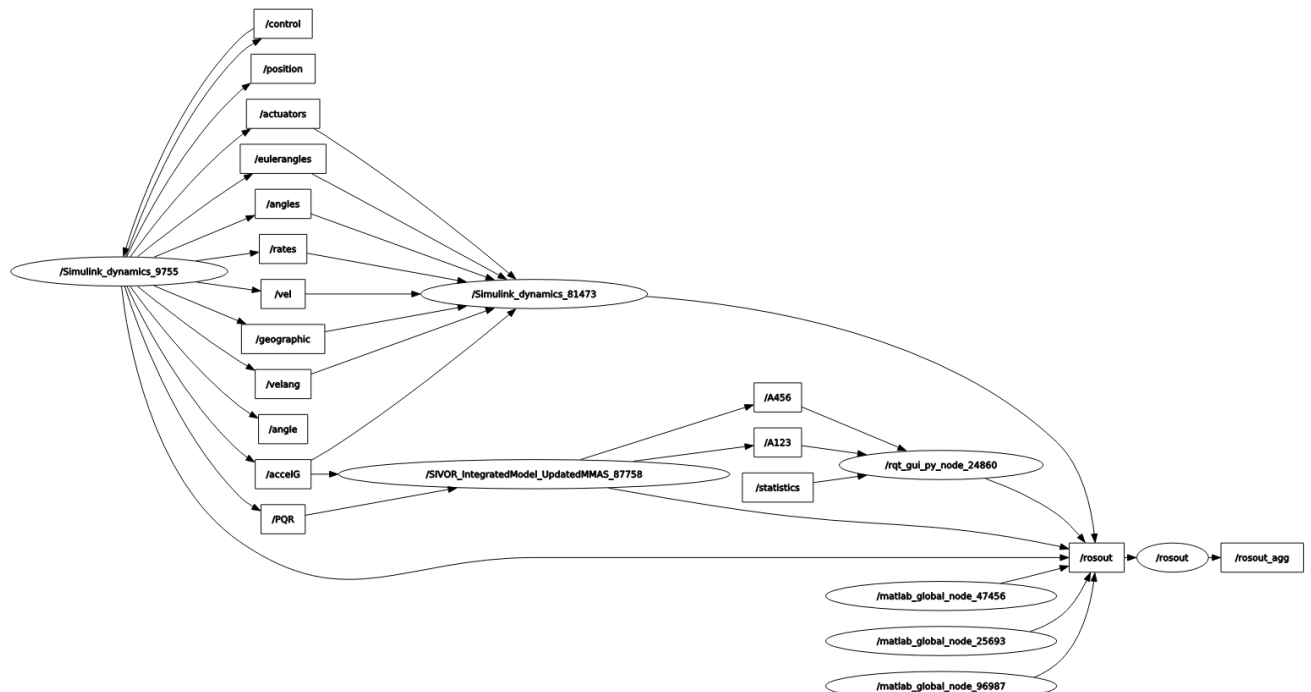 /control
/position
/actuators
/eulerangles
/angles
/rates
/Simulink_dynamics_9755
/vel
/Simulink_dynamics_81473
/geographic
/velang
/A456
/angle
/A123
/rqt_gui_py_node_24860
/accelG
/SIVOR_IntegratedModel_UpdatedMMAS_87758
/statistics
/PQR
/rosout
/rosout
/rosout_agg
/matlab_global_node_47456
/matlab_global_node_25693
/matlab_global_node_96987